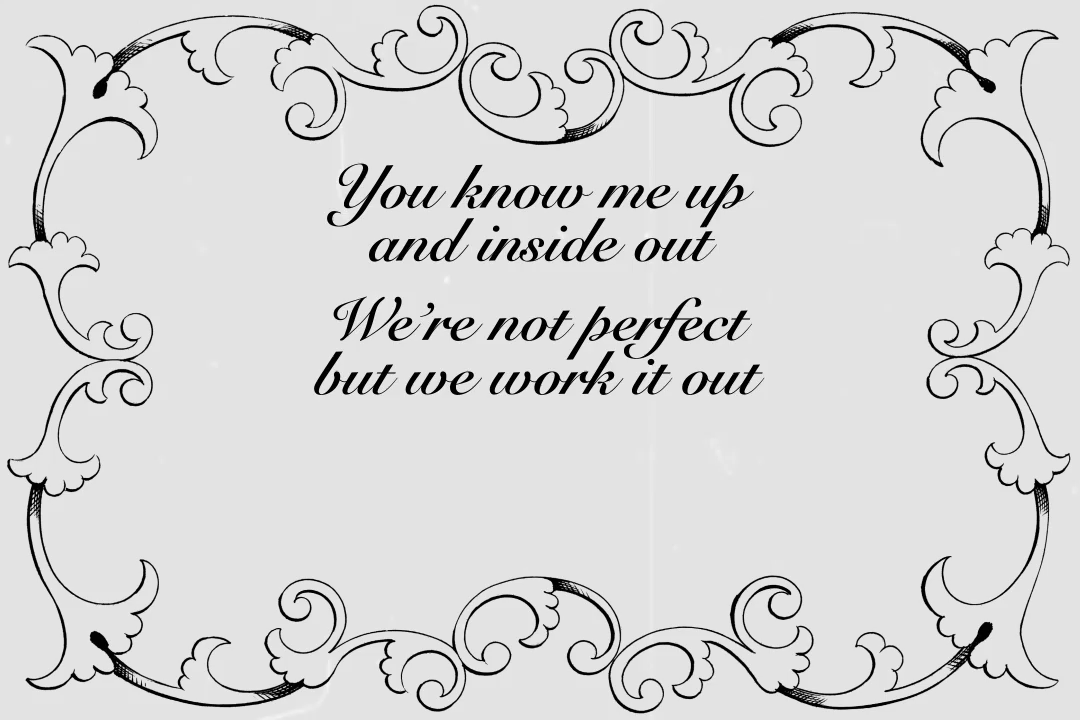 You know me up
and inside out
We're not perfect
but we work it out